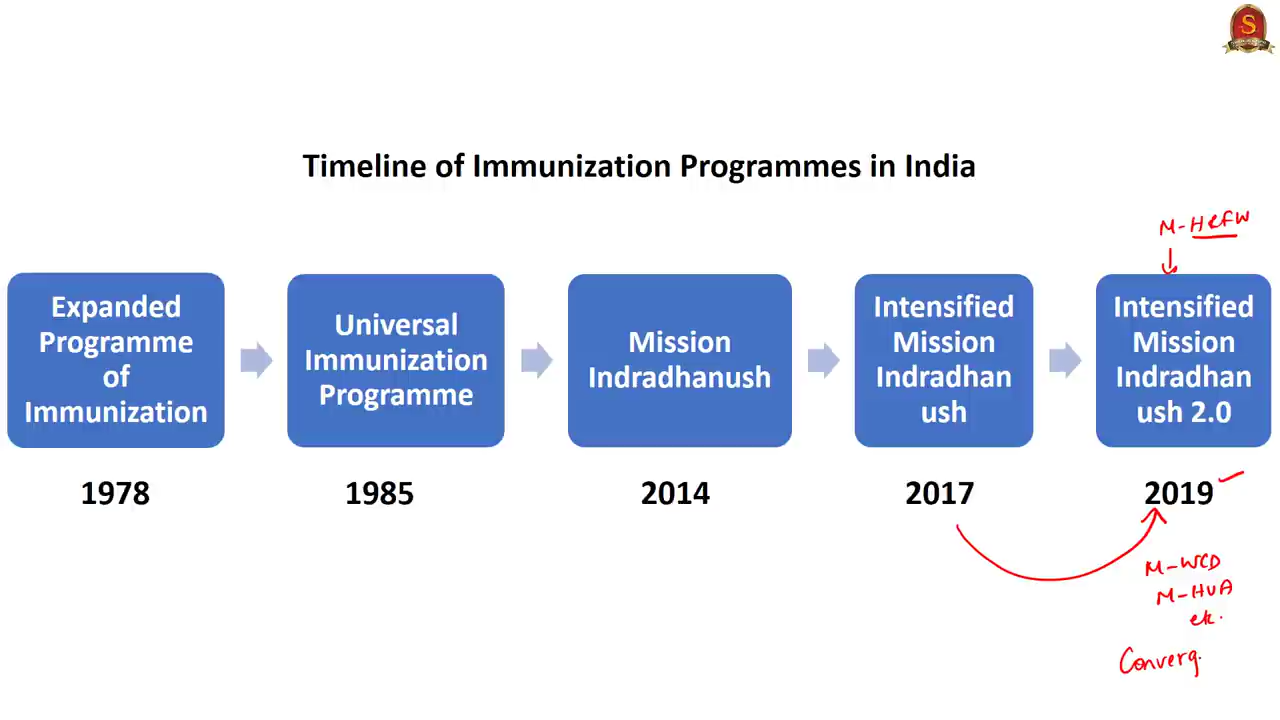 S
Timeline of Immunization Programmes in India
M-H&FW
Expanded
Programme
of
Immunization
Universal
Immunization
Programme
Mission
Indradhanush
Intensified
Mission
Indradhan
ush
Intensified
Mission
Indradhan
ush 2.0
1978
1985
2014
2017
2019
M-WCD
M-HUA
etc.
Converg.